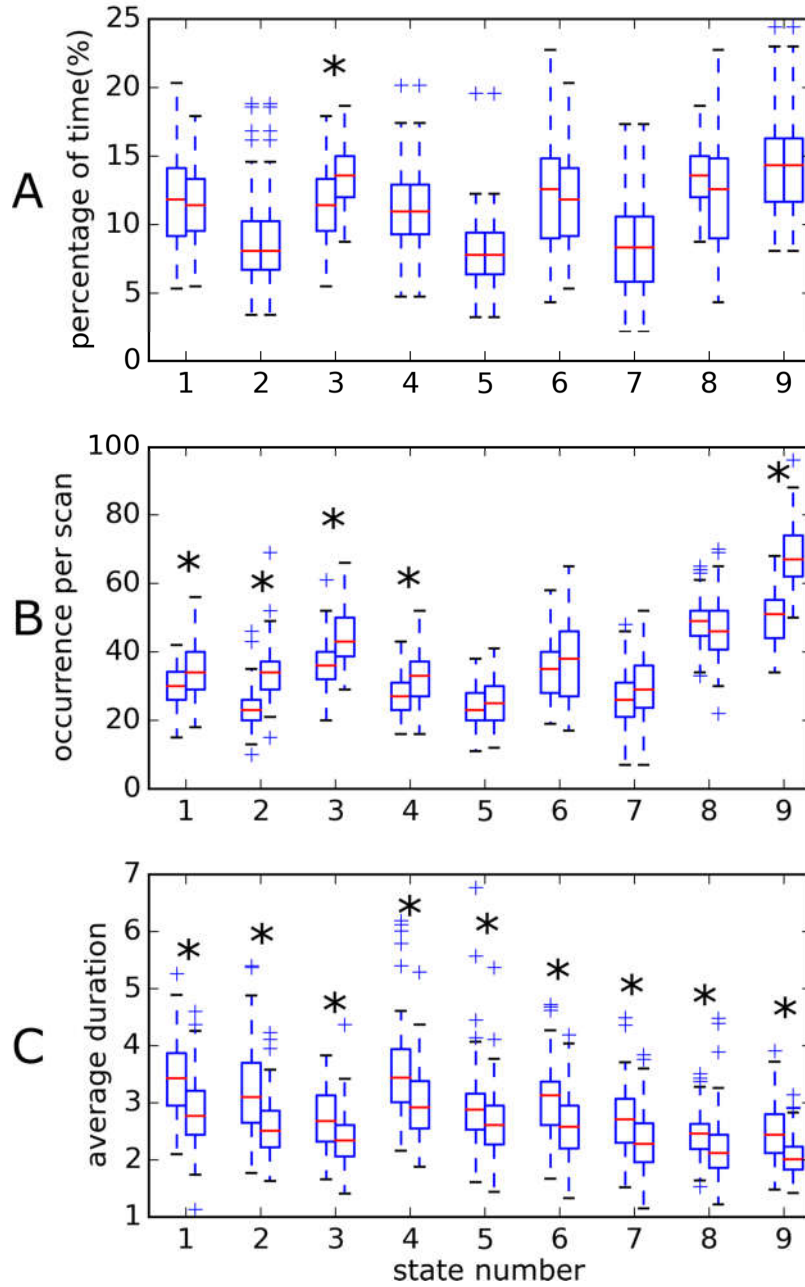 A
percentage of time(%)
25
20
15
10
5
0
*
1 2 3 4 5 6 7 8 9
B
occurrence per scan
100
80
60
40
20
0
* * * * *
1 2 3 4 5 6 7 8 9
C
average duration
7
6
5
4
3
2
1
* * * * * * * * *
1 2 3 4 5 6 7 8 9
state number